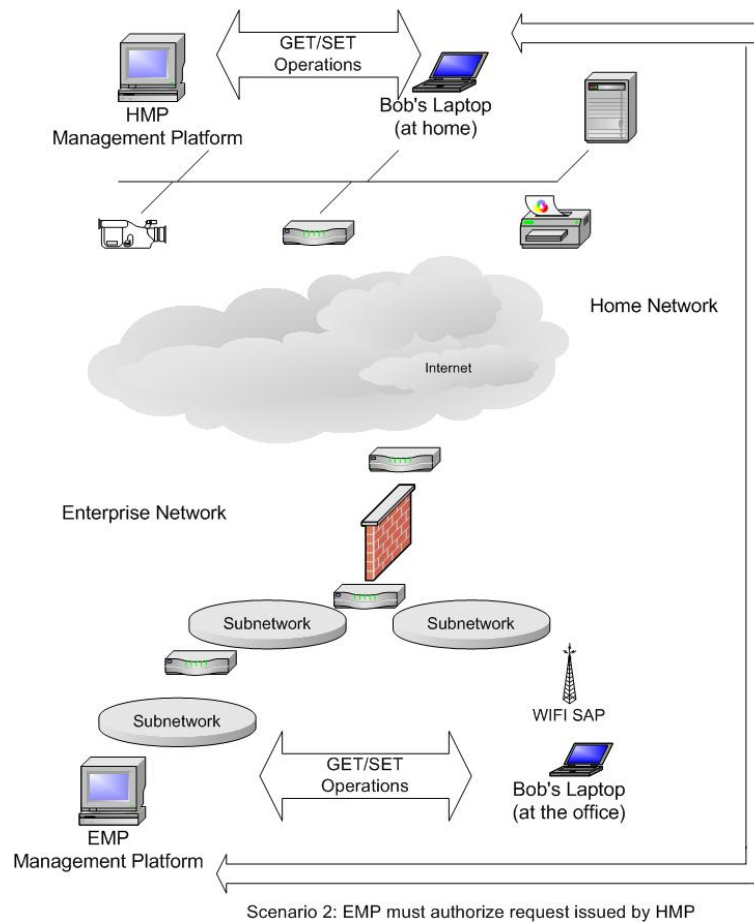 GET/SET
Operations
HMP
Management Platform
Bob's Laptop
(at home)
Home Network
Internet
Enterprise Network
Subnetwork
Subnetwork
Subnetwork
WIFI SAP
GET/SET
Operations
Bob's Laptop
(at the office)
EMP
Management Platform
Scenario 2: EMP must authorize request issued by HMP